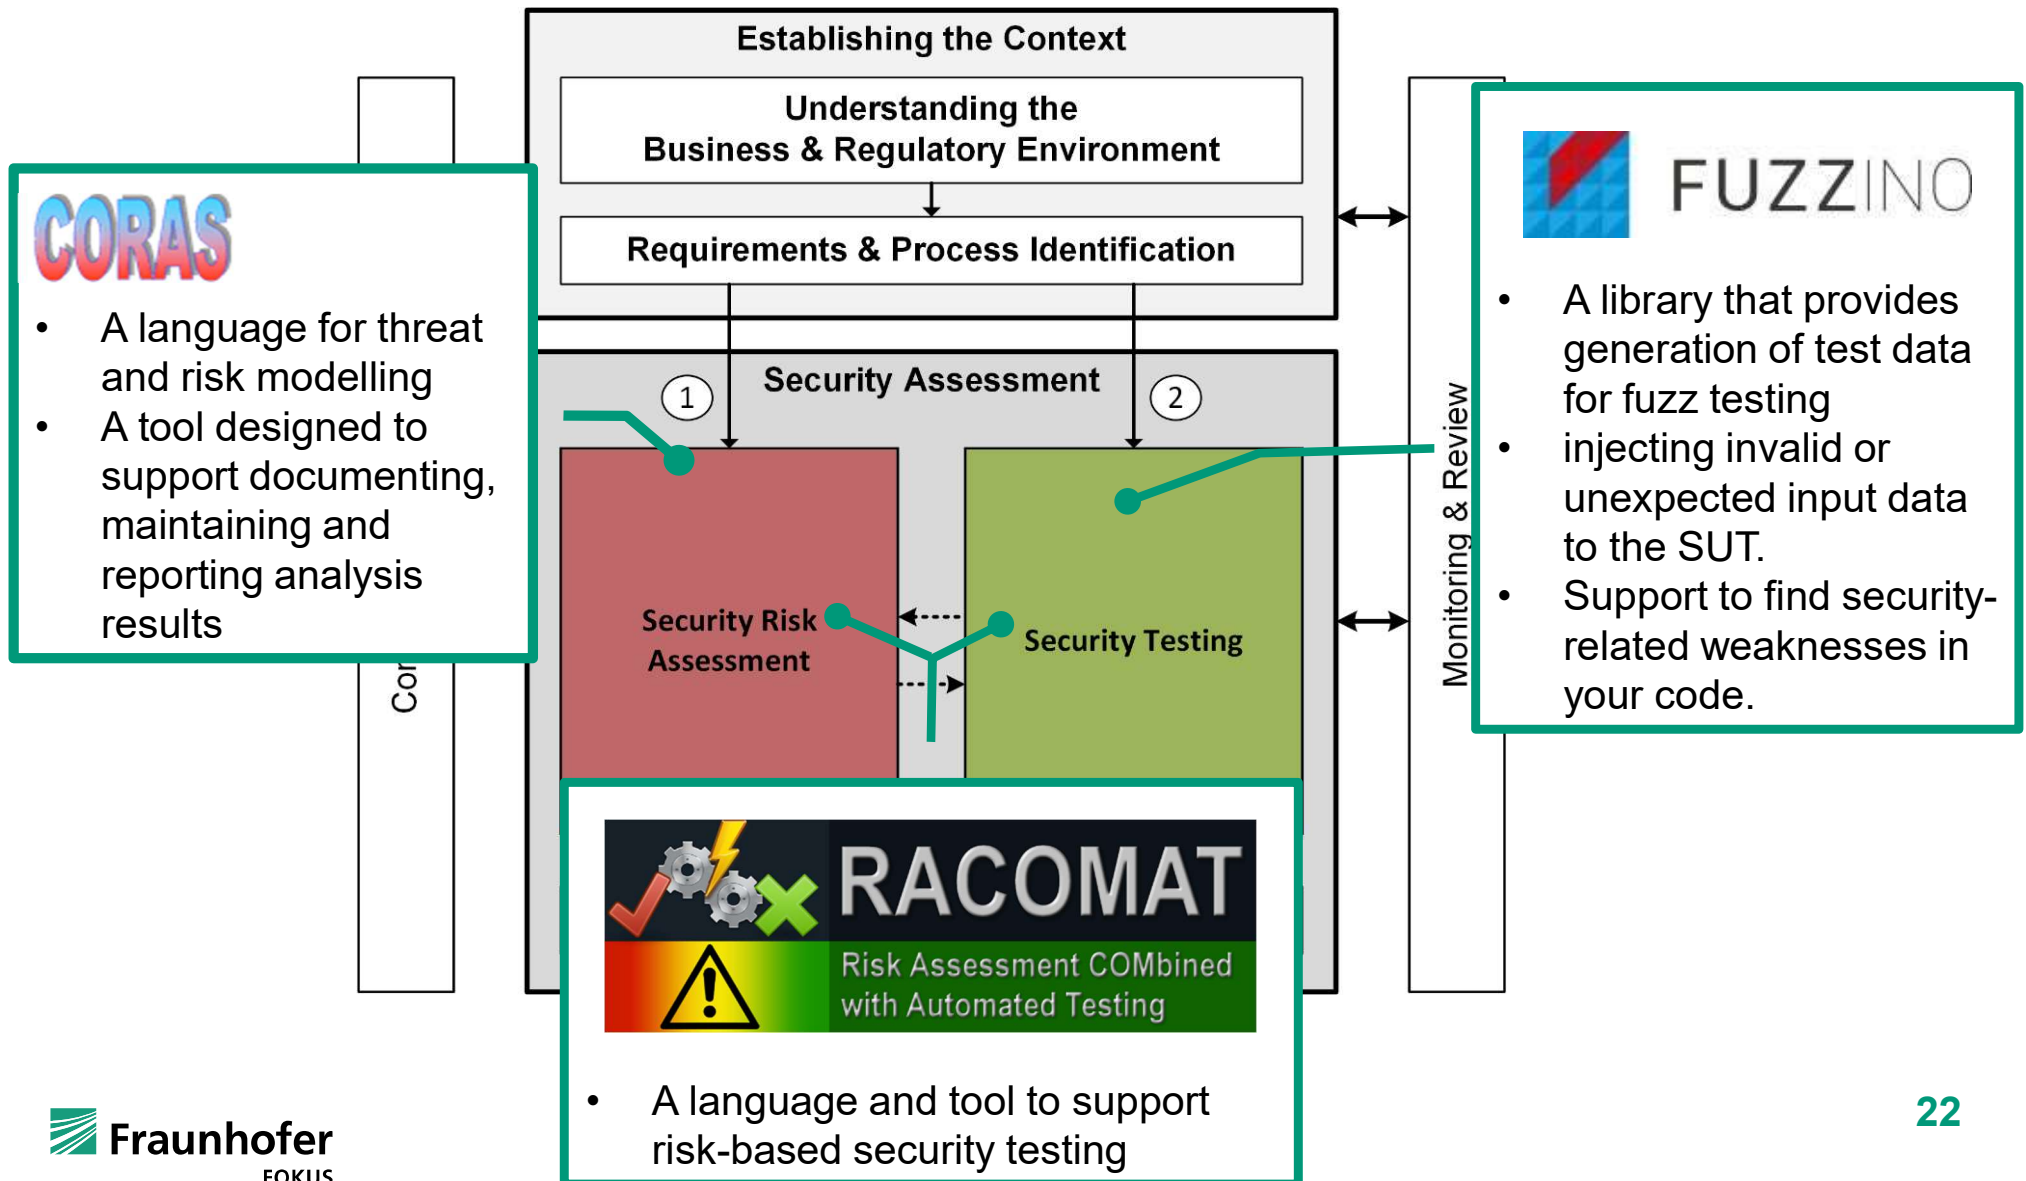 Establishing the Context
Understanding the
Business & Regulatory Environment
Requirements & Process Identification
CORAS
• A language for threat
and risk modelling
• A tool designed to
support documenting,
maintaining and
reporting analysis
results
FUZZINO
• A library that provides
generation of test data
for fuzz testing
• injecting invalid or
unexpected input data
to the SUT.
• Support to find security-
related weaknesses in
your code.
Security Assessment
1
2
Security Risk
Assessment
Security Testing
Monitoring & Review
RACOMAT
Risk Assessment COMbined
with Automated Testing
• A language and tool to support
risk-based security testing
Fraunhofer
FOKUS
22